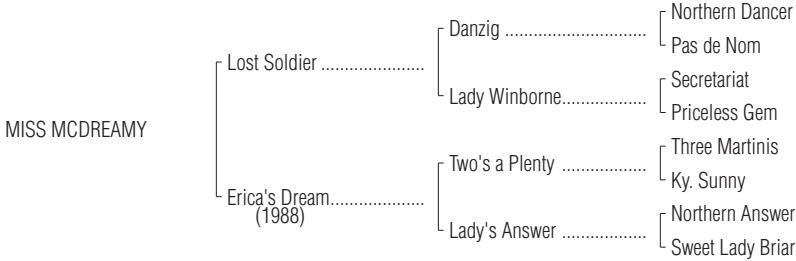 Northern Dancer
Danzig ..............................
Pas de Nom
Lost Soldier ......................
Secretariat
Lady Winborne..................
Priceless Gem
MISS MCDREAMY
Three Martinis
Two's a Plenty ..................
Ky. Sunny
Erica's Dream....................
(1988)
Northern Answer
Lady's Answer ..................
Sweet Lady Briar